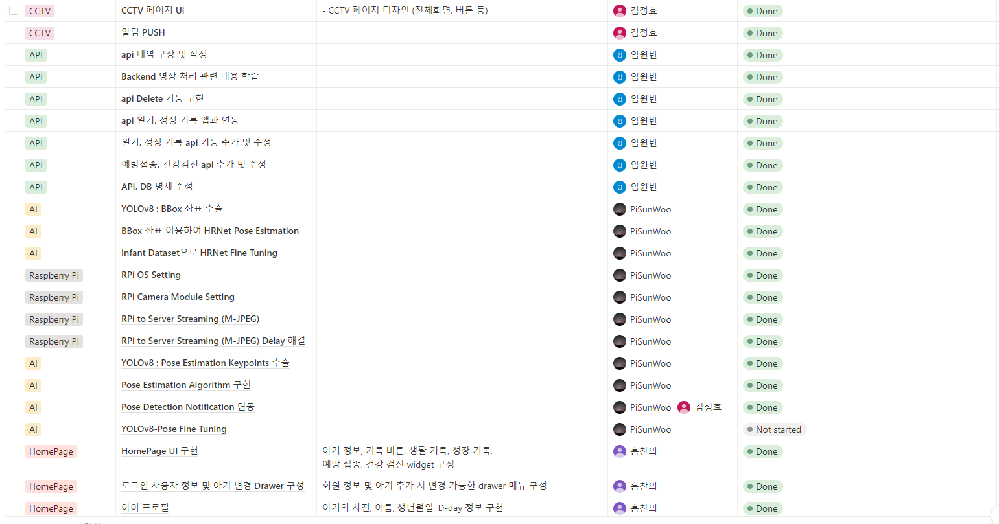 CCTV CCTV 페이지 UI - CCTV 페이지 디자인 (전체화면, 버튼 등) 김정효 Done
CCTV 알림 PUSH 김정효 Done
API api 내역 구상 및 작성 임 임원빈 Done
API Backend 영상 처리 관련 내용 학습 임 임원빈 Done
API api Delete 기능 구현 임 임원빈 Done
API api 일기, 성장 기록 앱과 연동 임 임원빈 Done
API 일기, 성장 기록 api 기능 추가 및 수정 임 임원빈 Done
API 예방접종, 건강검진 api 추가 및 수정 임 임원빈 Done
API API, DB 명세 수정 임 임원빈 Done
AI YOLOv8 : BBox 좌표 추출 PiSunWoo Done
AI BBox 좌표 이용하여 HRNet Pose Esitmation PiSunWoo Done
AI Infant Dataset으로 HRNet Fine Tuning PiSunWoo Done
Raspberry Pi RPi OS Setting PiSunWoo Done
Raspberry Pi RPi Camera Module Setting PiSunWoo Done
Raspberry Pi RPi to Server Streaming (M-JPEG) PiSunWoo Done
Raspberry Pi RPi to Server Streaming (M-JPEG) Delay 해결 PiSunWoo Done
AI YOLOv8 : Pose Estimation Keypoints 추출 PiSunWoo Done
AI Pose Estimation Algorithm 구현 PiSunWoo Done
AI Pose Detection Notification 연동 PiSunWoo 김정효 Done
AI YOLOv8-Pose Fine Tuning PiSunWoo Not started
HomePage HomePage UI 구현 아기 정보, 기록 버튼, 생활 기록, 성장 기록, 홍찬의 Done
예방 접종, 건강 검진 widget 구성
HomePage 로그인 사용자 정보 및 아기 변경 Drawer 구성 회원 정보 및 아기 추가 시 변경 가능한 drawer 메뉴 구성 홍찬의 Done
HomePage 아이 프로필 아기의 사진, 이름, 생년월일, D-day 정보 구현 홍찬의 Done